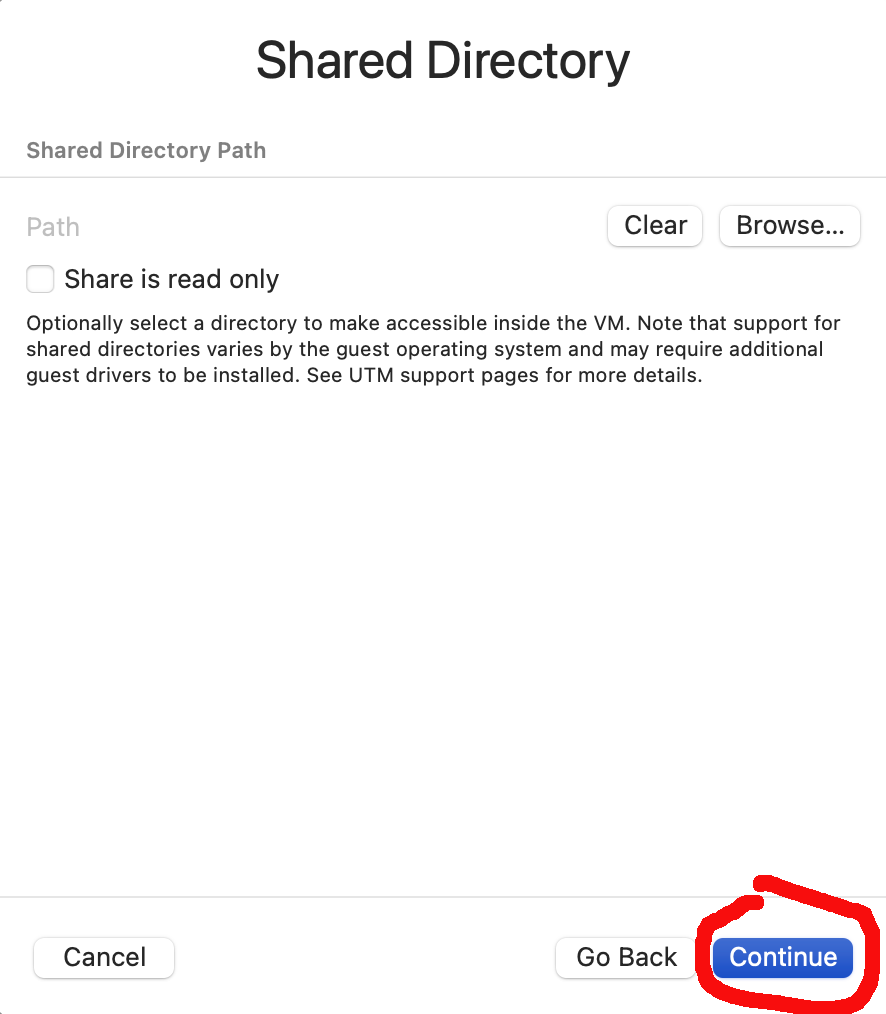 Shared Directory
Shared Directory Path
Path
Clear
Browse...
Share is read only
Optionally select a directory to make accessible inside the VM. Note that support for
shared directories varies by the guest operating system and may require additional
guest drivers to be installed. See UTM support pages for more details.
Cancel
Go Back
Continue